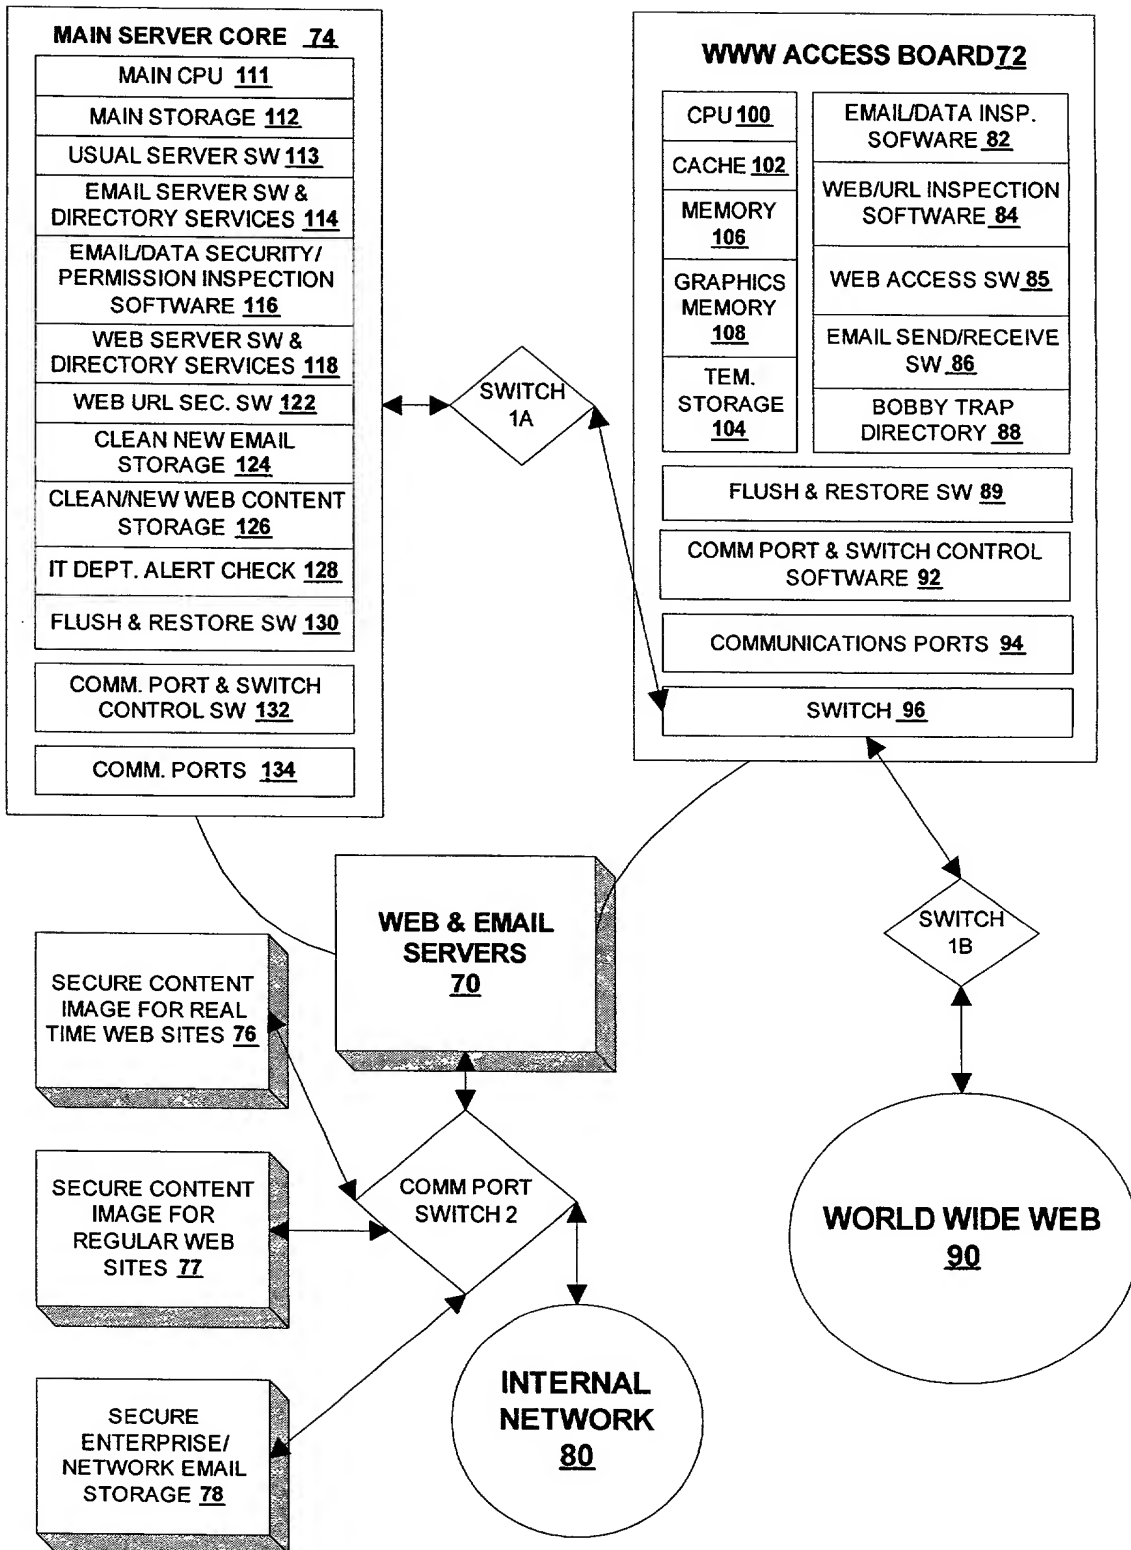 MAIN SERVER CORE 74
MAIN CPU 111
MAIN STORAGE 112
USUAL SERVER SW 113
EMAIL SERVER SW &
DIRECTORY SERVICES 114
EMAIL/DATA SECURITY/
PERMISSION INSPECTION
SOFTWARE 116
WEB SERVER SW &
DIRECTORY SERVICES 118
WEB URL SEC. SW 122
CLEAN NEW EMAIL
STORAGE 124
CLEAN/NEW WEB CONTENT
STORAGE 126
IT DEPT. ALERT CHECK 128
FLUSH & RESTORE SW 130
COMM. PORT & SWITCH
CONTROL SW 132
COMM. PORTS 134
SWITCH
1A
WWW ACCESS BOARD72
CPU 100
CACHE 102
MEMORY
106
GRAPHICS
MEMORY
108
TEM.
STORAGE
104
EMAIL/DATA INSP.
SOFWARE 82
WEB/URL INSPECTION
SOFTWARE 84
WEB ACCESS SW 85
EMAIL SEND/RECEIVE
SW 86
BOBBY TRAP
DIRECTORY 88
FLUSH & RESTORE SW 89
COMM PORT & SWITCH CONTROL
SOFTWARE 92
COMMUNICATIONS PORTS 94
SWITCH 96
WEB & EMAIL
SERVERS
70
SWITCH
1B
SECURE CONTENT
IMAGE FOR REAL
TIME WEB SITES 76
SECURE CONTENT
IMAGE FOR
REGULAR WEB
SITES 77
COMM PORT
SWITCH 2
WORLD WIDE WEB
90
INTERNAL
NETWORK
80
SECURE
ENTERPRISE/
NETWORK EMAIL
STORAGE 78